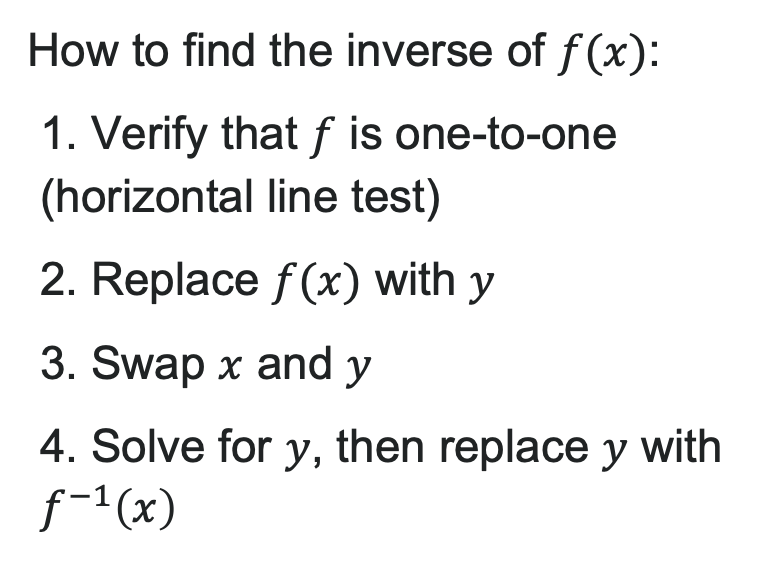 How to find the inverse of f(x):
1. Verify that f is one-to-one
(horizontal line test)
2. Replace f(x) with y
3. Swap x and y
4. Solve for y, then replace y with
f⁻¹(x)